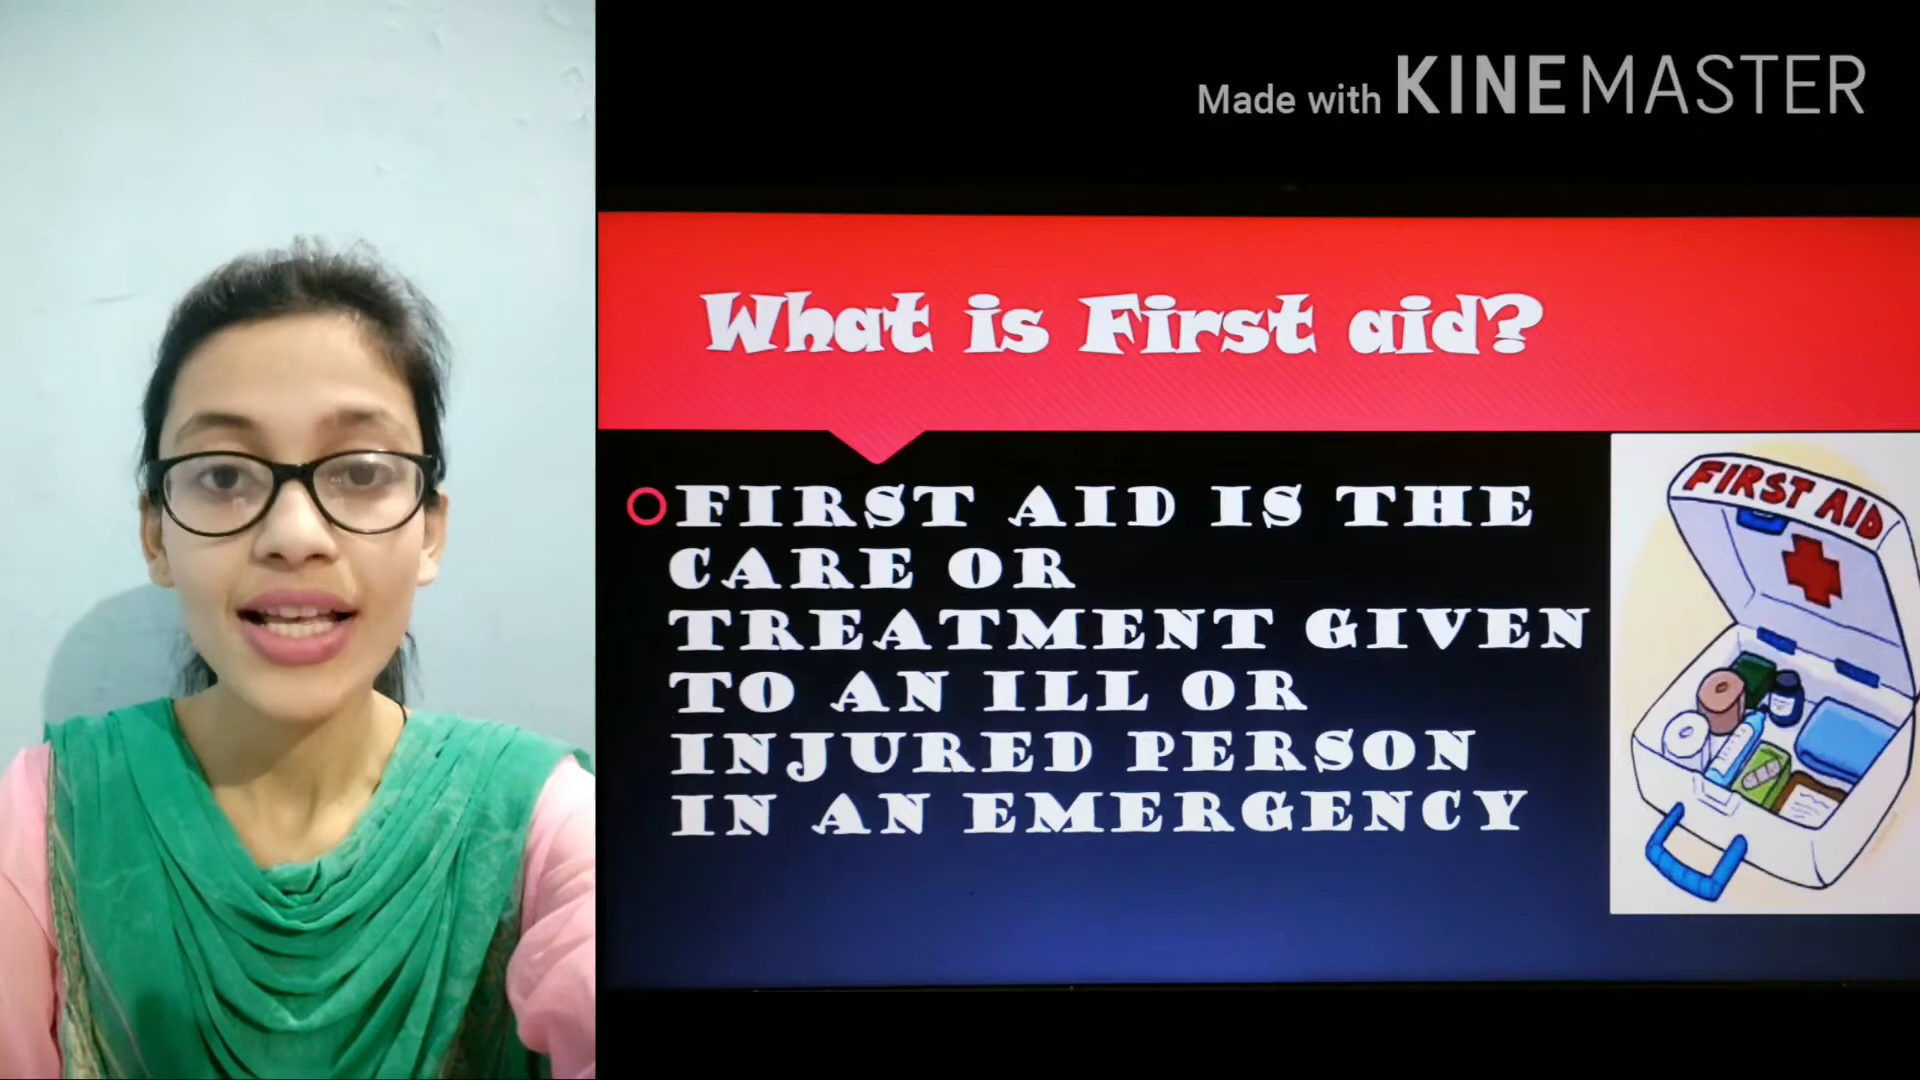 Made with KINEMASTER
What is First aid?
FIRST AID IS THE
CARE OR
TREATMENT GIVEN
TO AN ILL OR
INJURED PERSON
IN AN EMERGENCY
FIRST AID